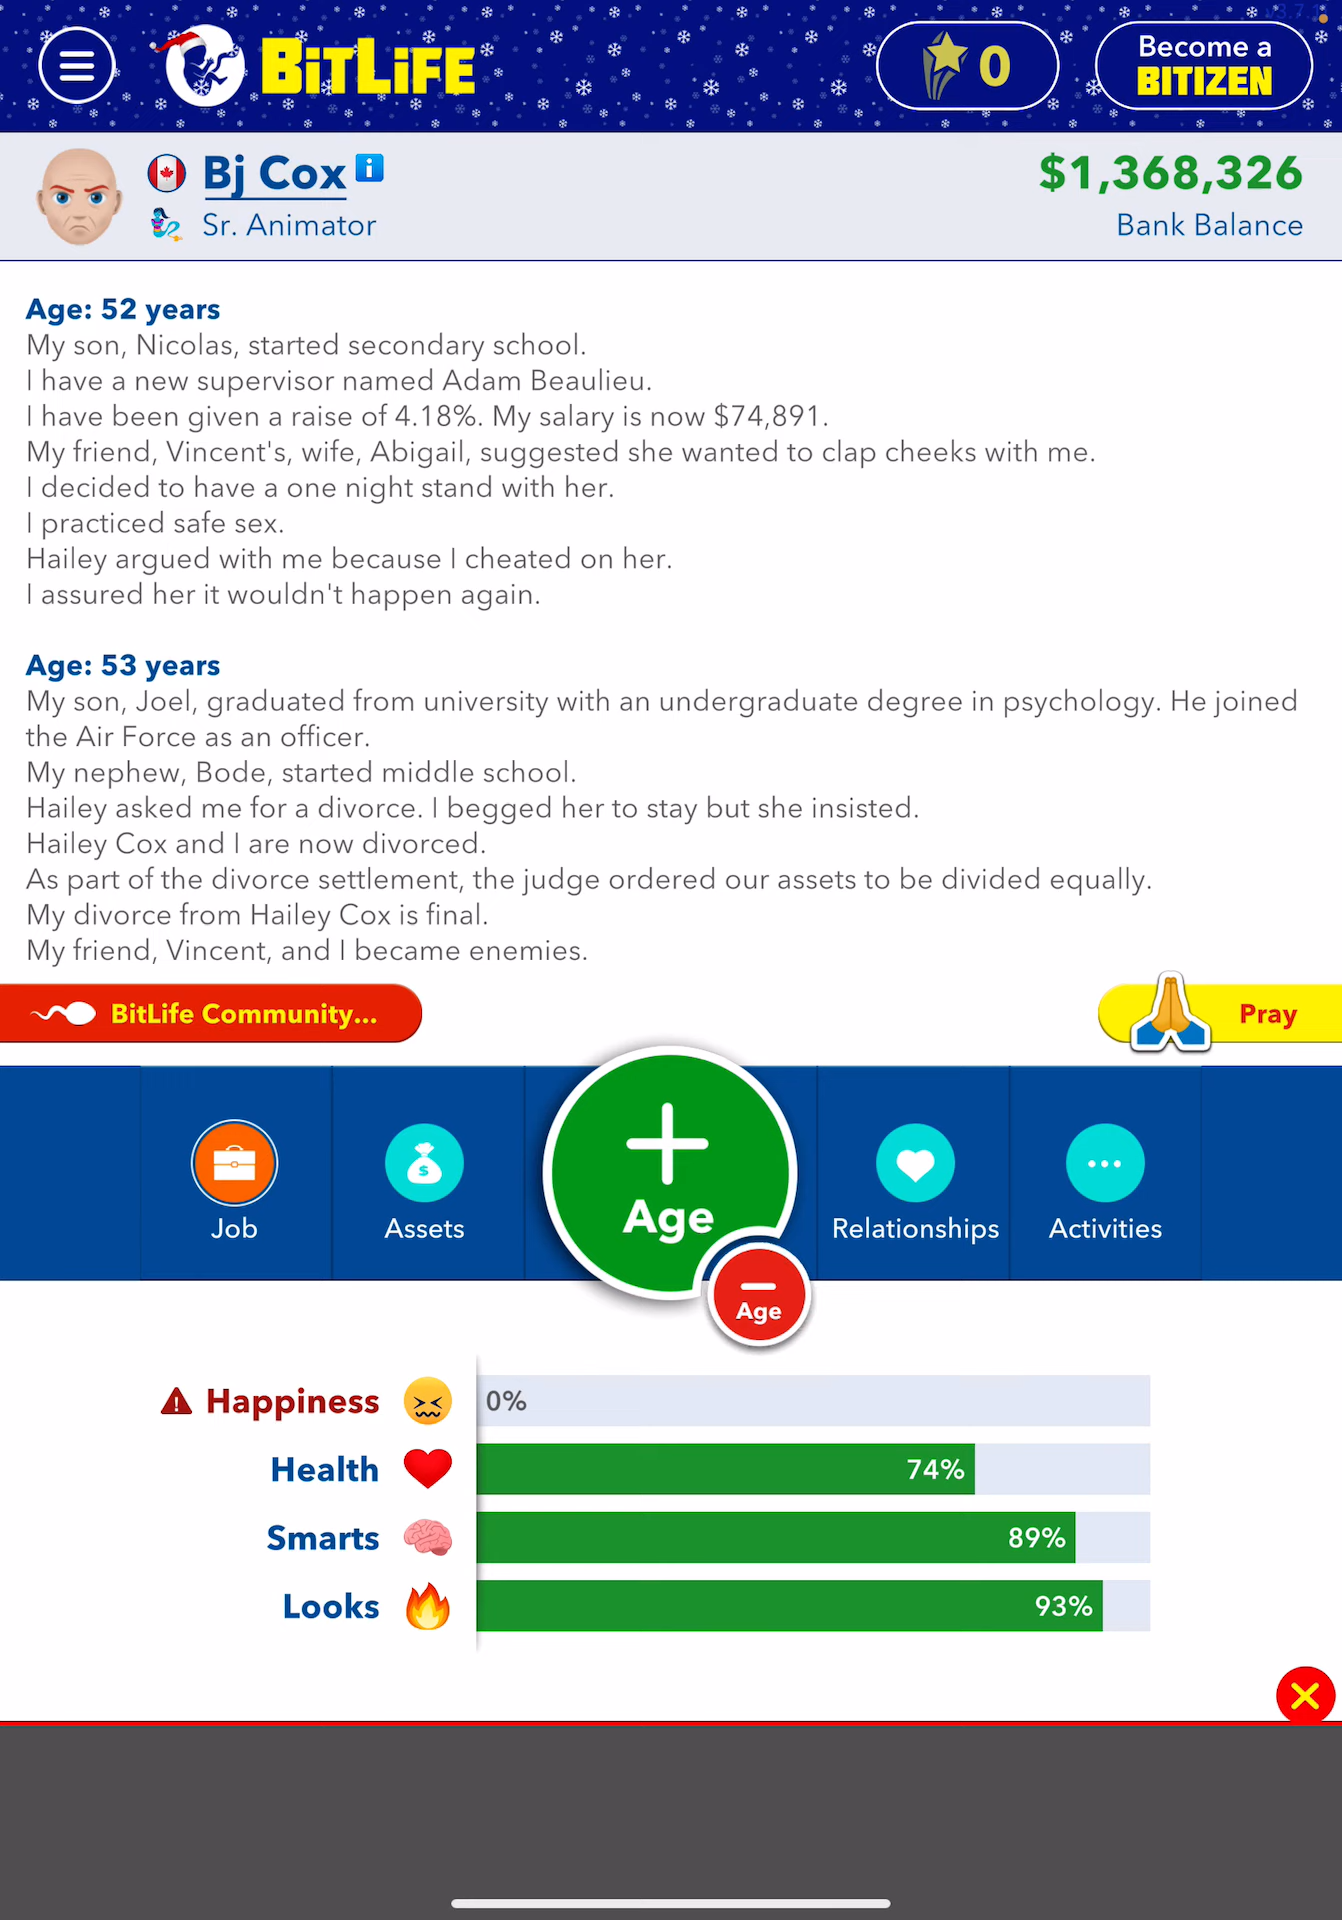 v3.7.1
BITLIFE
0
Become a
BITIZEN
Bj Cox
$1,368,326
Sr. Animator
Bank Balance
Age: 52 years
My son, Nicolas, started secondary school.
I have a new supervisor named Adam Beaulieu.
I have been given a raise of 4.18%. My salary is now $74,891.
My friend, Vincent's, wife, Abigail, suggested she wanted to clap cheeks with me.
I decided to have a one night stand with her.
I practiced safe sex.
Hailey argued with me because I cheated on her.
I assured her it wouldn't happen again.
Age: 53 years
My son, Joel, graduated from university with an undergraduate degree in psychology. He joined
the Air Force as an officer.
My nephew, Bode, started middle school.
Hailey asked me for a divorce. I begged her to stay but she insisted.
Hailey Cox and I are now divorced.
As part of the divorce settlement, the judge ordered our assets to be divided equally.
My divorce from Hailey Cox is final.
My friend, Vincent, and I became enemies.
BitLife Community...
Pray
Job
Assets
Age
Relationships
Activities
Age
Happiness 0%
Health 74%
Smarts 89%
Looks 93%